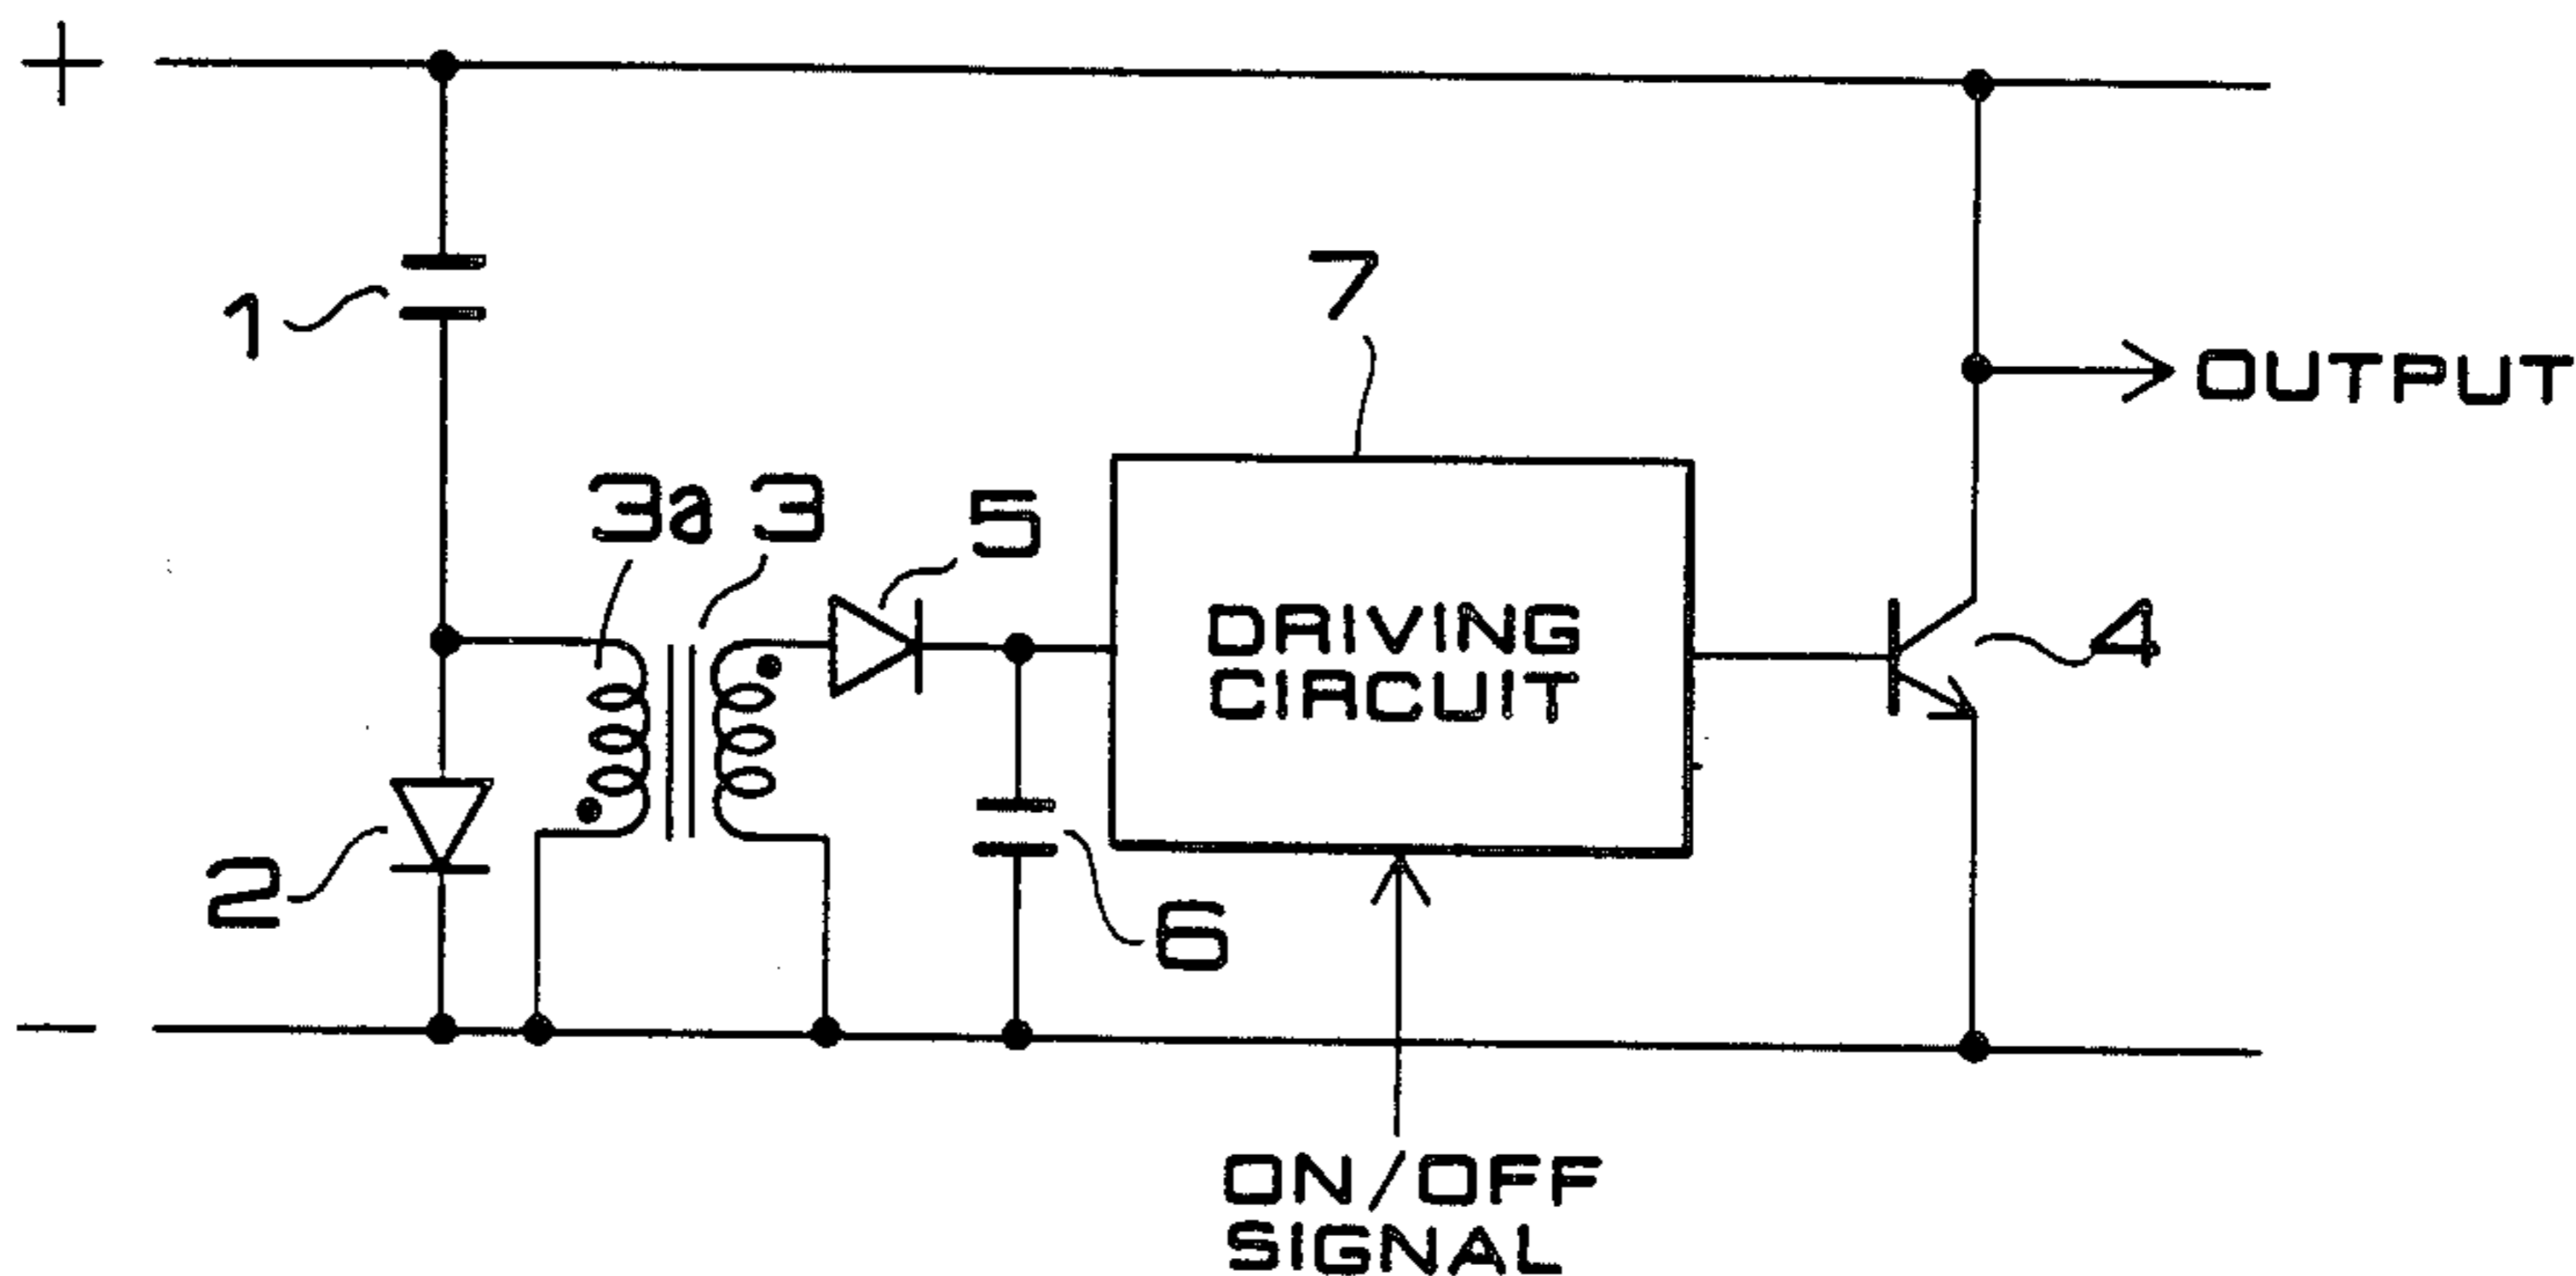 +
1
7
OUTPUT
3a
3
5
DRIVING
CIRCUIT
4
2
6
−
ON/OFF
SIGNAL